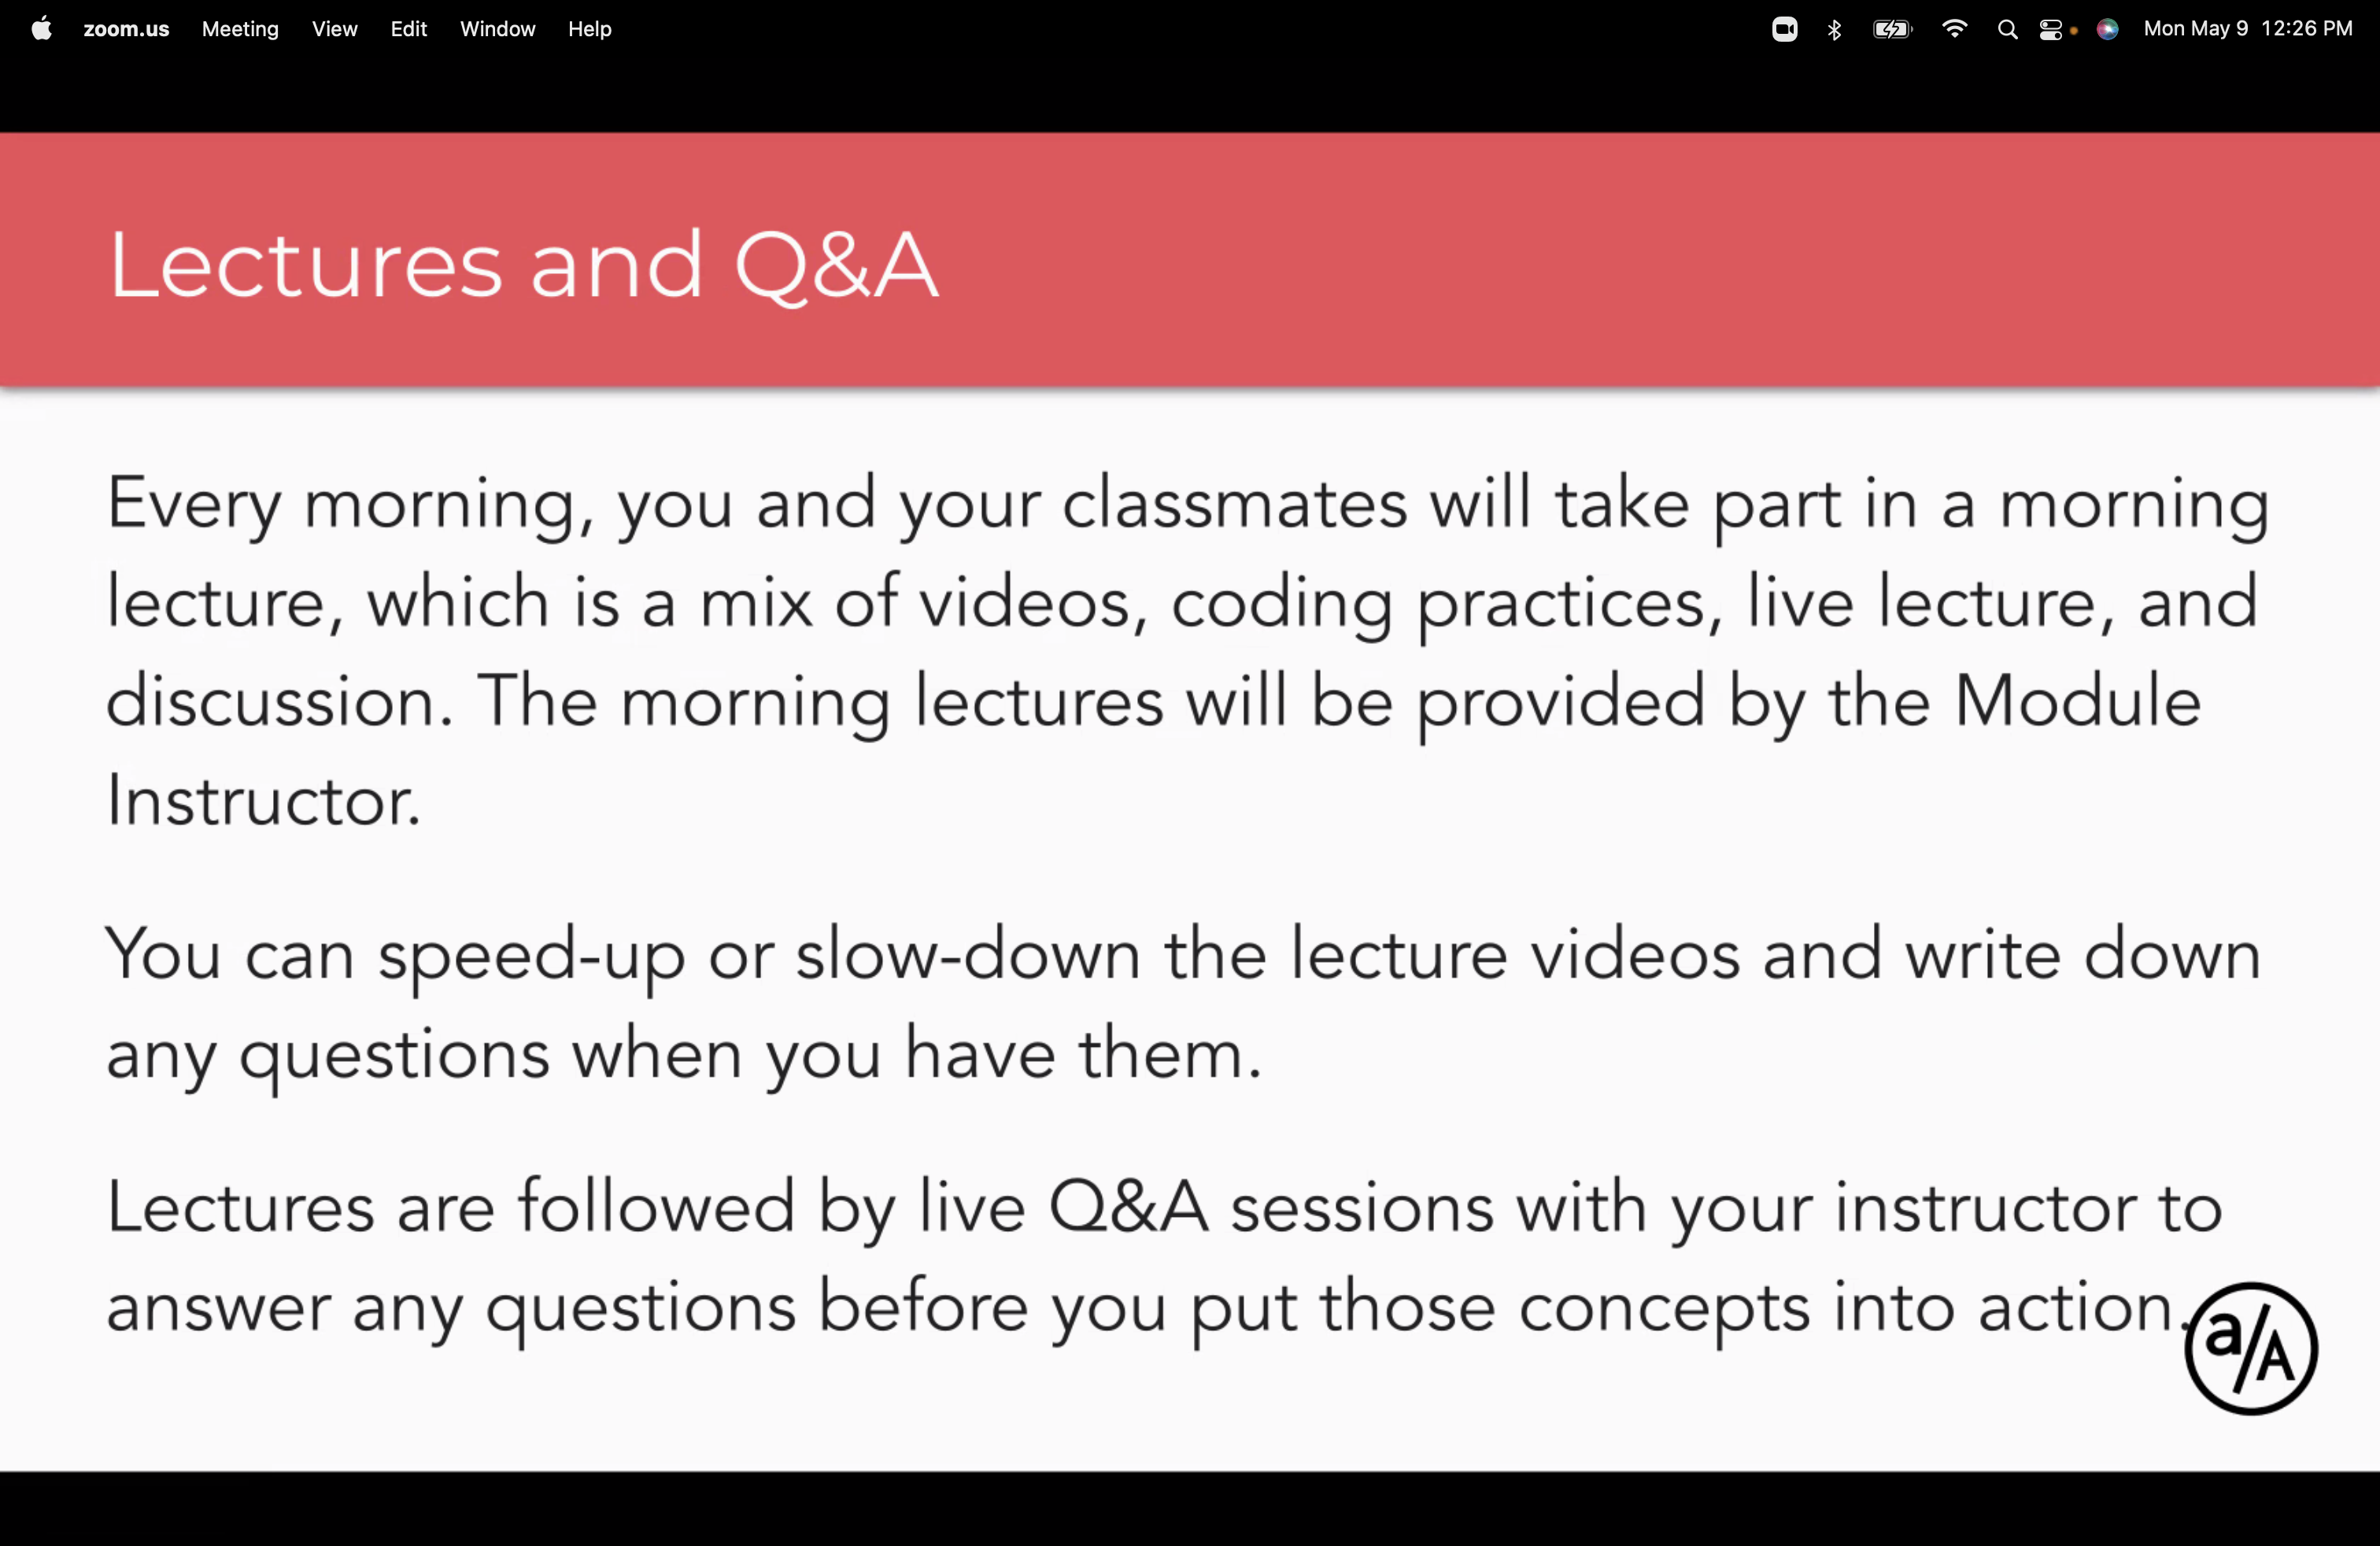 zoom.us Meeting View Edit Window Help Mon May 9 12:26 PM
Lectures and Q&A
Every morning, you and your classmates will take part in a morning
lecture, which is a mix of videos, coding practices, live lecture, and
discussion. The morning lectures will be provided by the Module
Instructor.
You can speed-up or slow-down the lecture videos and write down
any questions when you have them.
Lectures are followed by live Q&A sessions with your instructor to
answer any questions before you put those concepts into action.
a/A